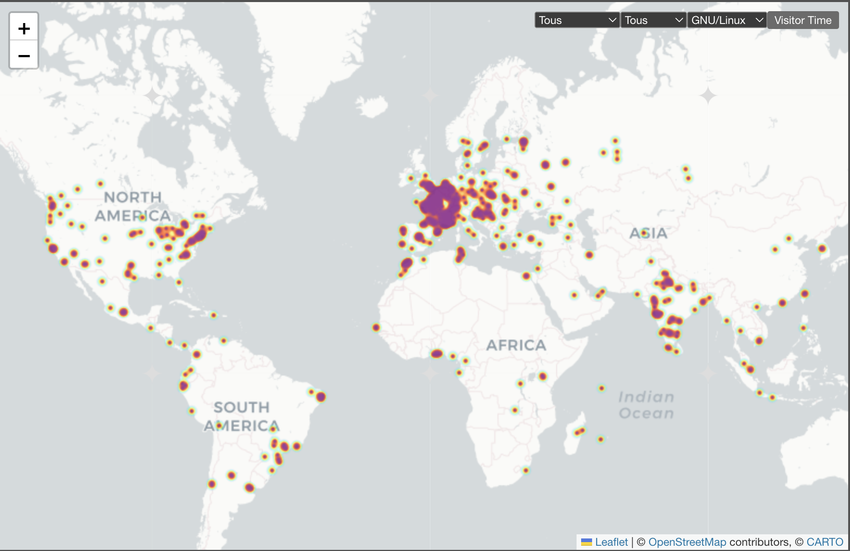 +
Tous Tous GNU/Linux Visitor Time
−
NORTH
AMERICA
ASIA
AFRICA
Indian
Ocean
SOUTH
AMERICA
Leaflet | © OpenStreetMap contributors, © CARTO